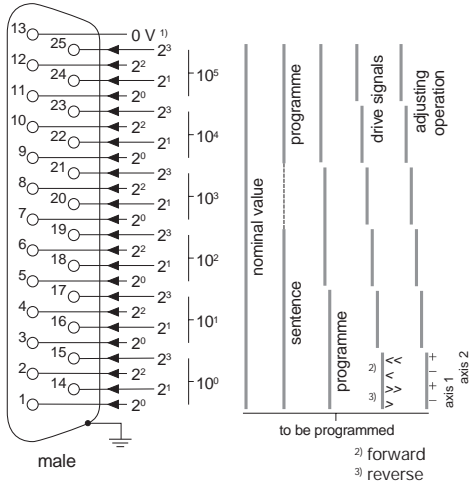 13 0 V ¹⁾
25 2³
12 2²
24 2¹ 10⁵
11 2⁰
23 2³
10 2²
22 2¹ 10⁴
9 2⁰
21 2³
8 2²
20 2¹ 10³
7 2⁰
19 2³
6 2²
18 2¹ 10²
5 2⁰
17 2³
4 2²
16 2¹ 10¹
3 2⁰
15 2³
2 2²
14 2¹ 10⁰
1 2⁰
male
nominal value
programme
sentence
programme
drive signals
adjusting
operation
²⁾ <<
<
>>
³⁾ >
+
–
+
–
axis 1
axis 2
to be programmed
²⁾ forward
³⁾ reverse